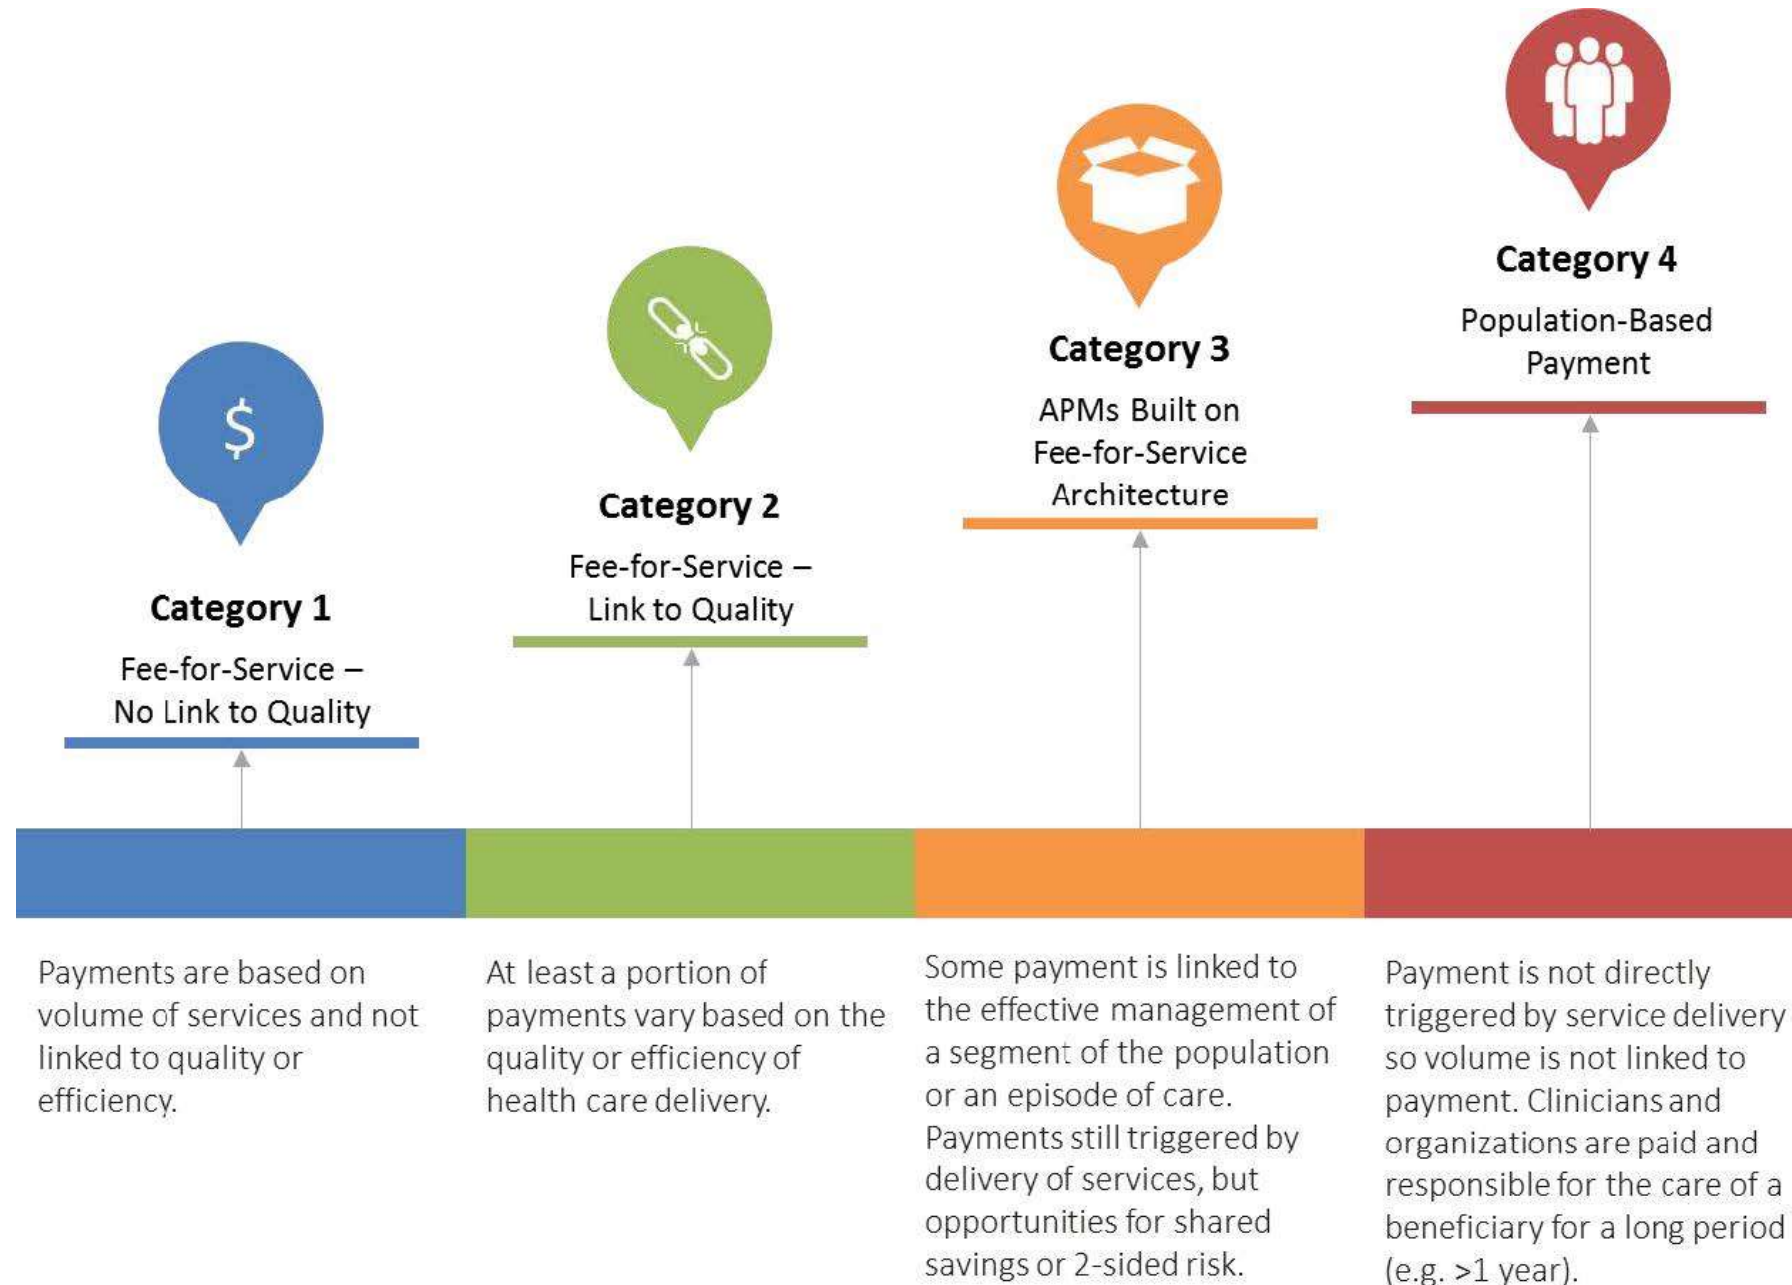 $
Category 1
Fee-for-Service –
No Link to Quality
Payments are based on
volume of services and not
linked to quality or
efficiency.
Category 2
Fee-for-Service –
Link to Quality
At least a portion of
payments vary based on the
quality or efficiency of
health care delivery.
Category 3
APMs Built on
Fee-for-Service
Architecture
Some payment is linked to
the effective management of
a segment of the population
or an episode of care.
Payments still triggered by
delivery of services, but
opportunities for shared
savings or 2-sided risk.
Category 4
Population-Based
Payment
Payment is not directly
triggered by service delivery
so volume is not linked to
payment. Clinicians and
organizations are paid and
responsible for the care of a
beneficiary for a long period
(e.g. >1 year).